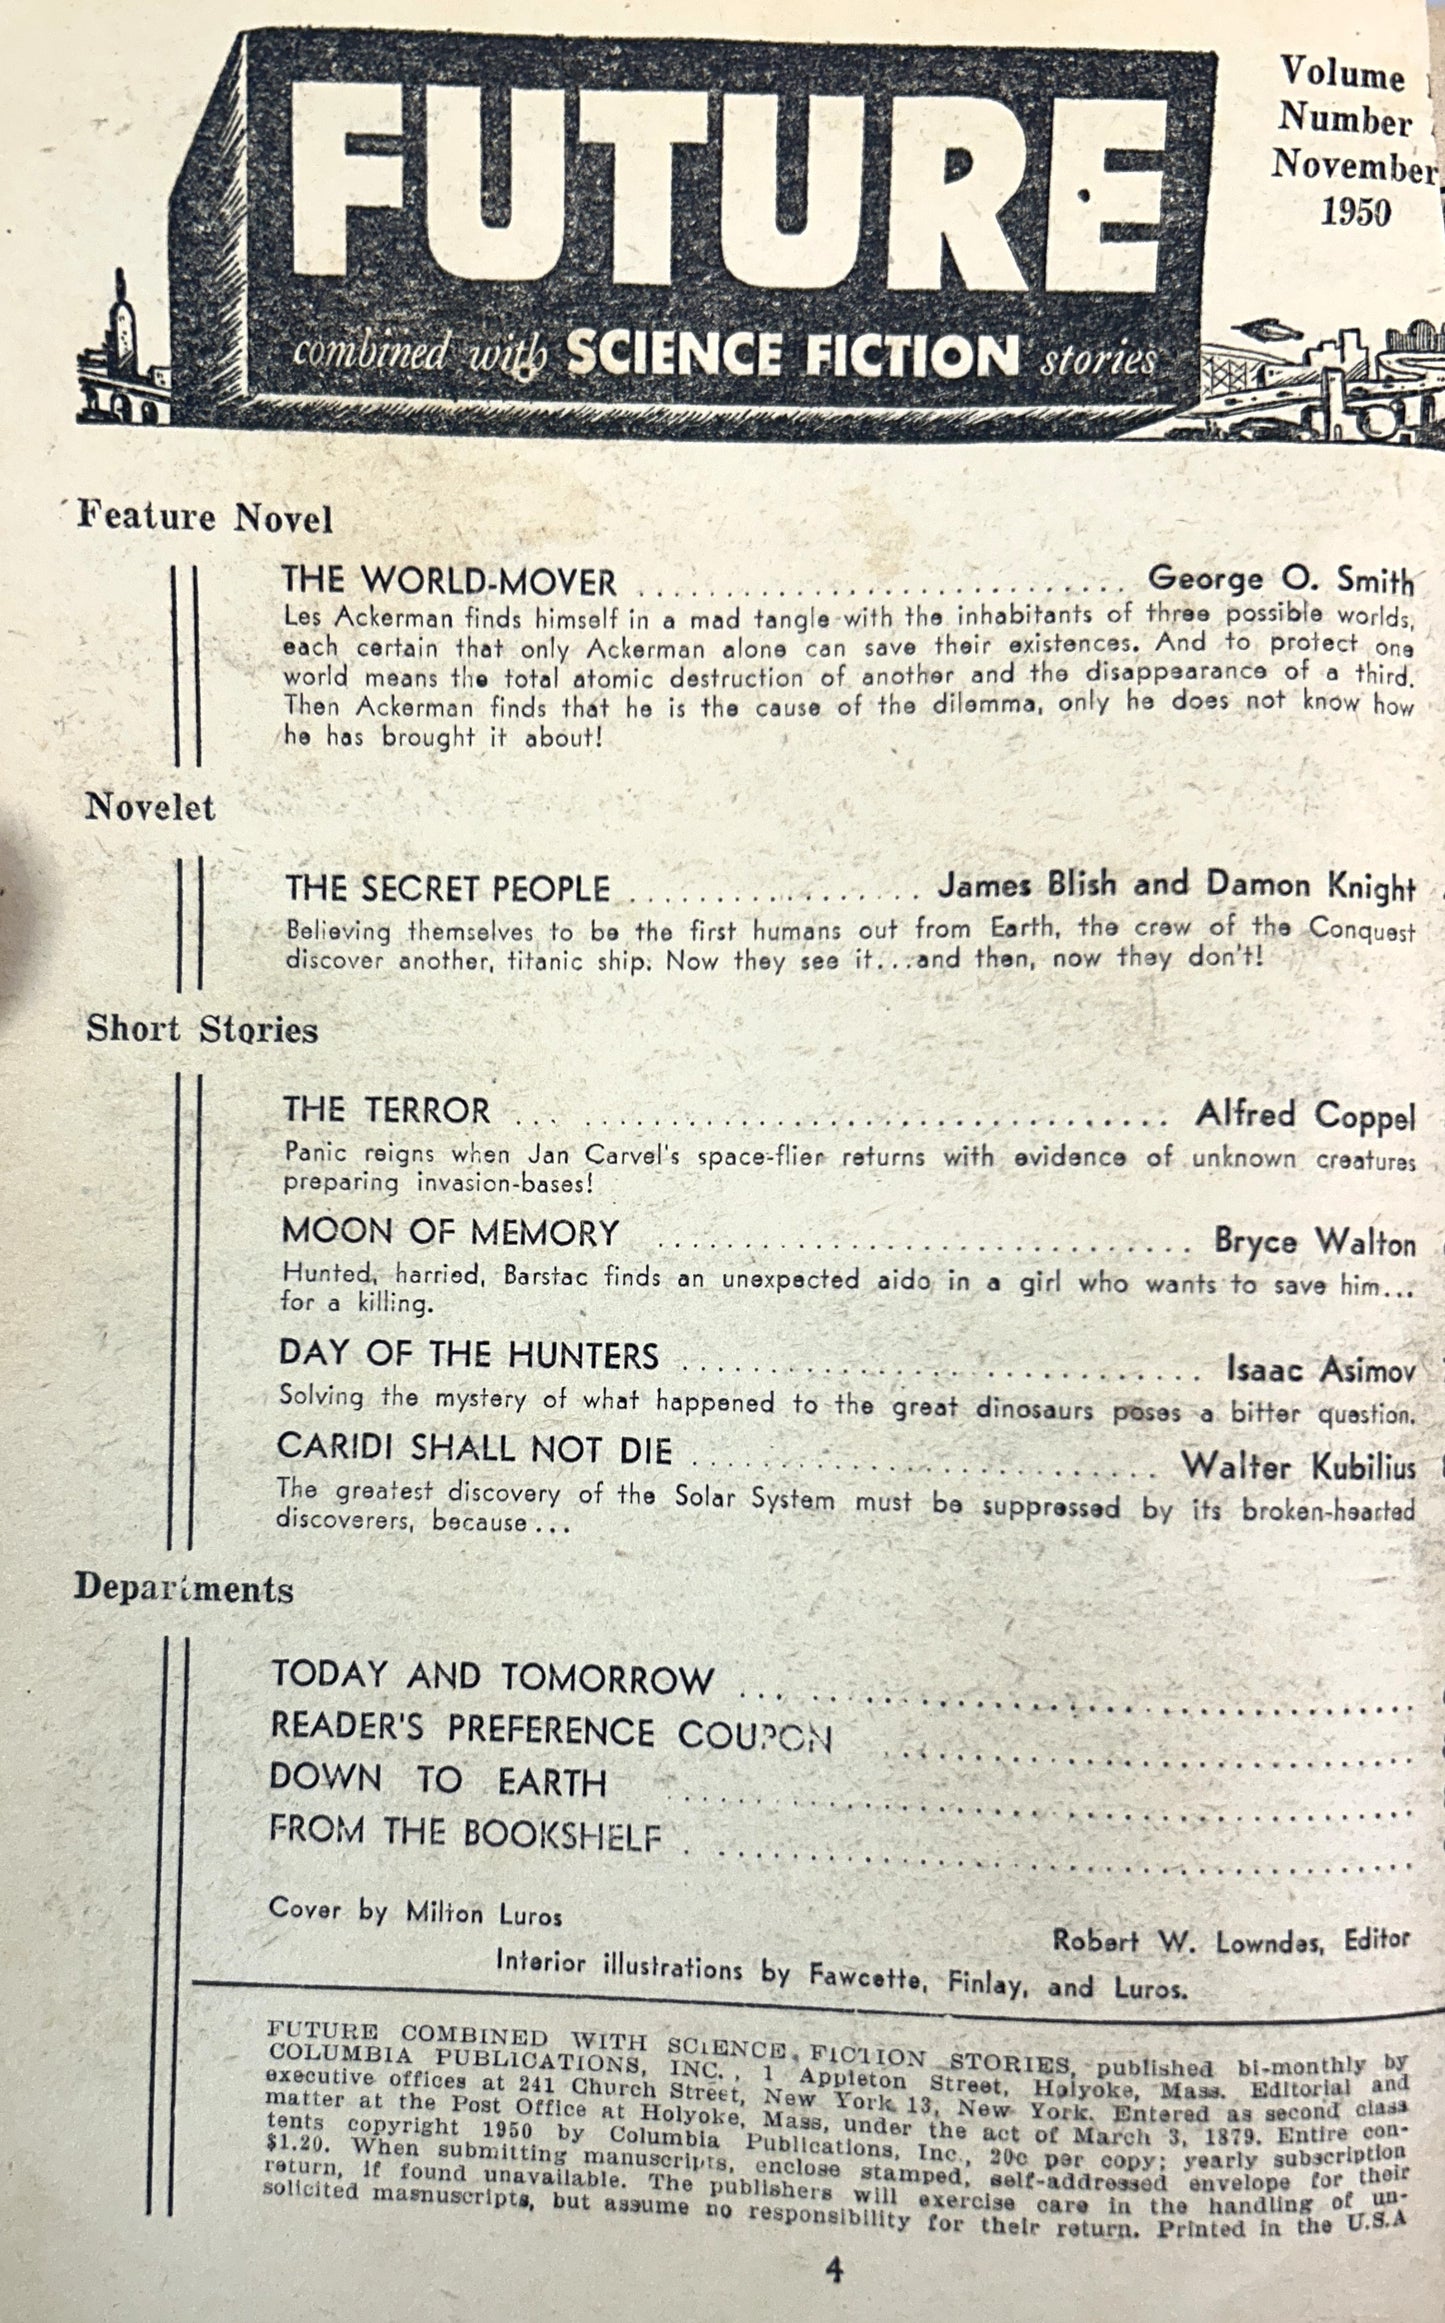 FUTURE
combined with SCIENCE FICTION stories
Volume
Number
November
1950
Feature Novel
THE WORLD-MOVER .............................. George O. Smith
Les Ackerman finds himself in a mad tangle with the inhabitants of three possible worlds,
each certain that only Ackerman alone can save their existences. And to protect one
world means the total atomic destruction of another and the disappearance of a third.
Then Ackerman finds that he is the cause of the dilemma, only he does not know how
he has brought it about!
Novelet
THE SECRET PEOPLE .................. James Blish and Damon Knight
Believing themselves to be the first humans out from Earth, the crew of the Conquest
discover another, titanic ship. Now they see it...and then, now they don't!
Short Stories
THE TERROR ... .................................. Alfred Coppel
Panic reigns when Jan Carvel's space-flier returns with evidence of unknown creatures
preparing invasion-bases!
MOON OF MEMORY .............................. Bryce Walton
Hunted, harried, Barstac finds an unexpected aide in a girl who wants to save him...
for a killing.
DAY OF THE HUNTERS .............................. Isaac Asimov
Solving the mystery of what happened to the great dinosaurs poses a bitter question.
CARIDI SHALL NOT DIE .......................... Walter Kubilius
The greatest discovery of the Solar System must be suppressed by its broken-hearted
discoverers, because...
Departments
TODAY AND TOMORROW ... ..................................
READER'S PREFERENCE COUPON ..............................
DOWN TO EARTH ..........................................
FROM THE BOOKSHELF . .......................................
Cover by Milton Luros
Robert W. Lowndes, Editor
Interior illustrations by Fawcette, Finlay, and Luros.
FUTURE COMBINED WITH SCIENCE FICTION STORIES, published bi-monthly by
COLUMBIA PUBLICATIONS, INC., 1 Appleton Street, Holyoke, Mass. Editorial and
executive offices at 241 Church Street, New York 13, New York. Entered as second class
matter at the Post Office at Holyoke, Mass, under the act of March 3, 1879. Entire con-
tents copyright 1950 by Columbia Publications, Inc., 20c per copy; yearly subscription
$1.20. When submitting manuscripts, enclose stamped, self-addressed envelope for their
return, if found unavailable. The publishers will exercise care in the handling of un-
solicited masnuscripts, but assume no responsibility for their return. Printed in the U.S.A
4